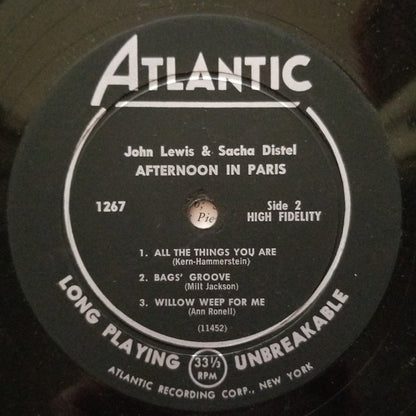 ATLANTIC
John Lewis & Sacha Distel
AFTERNOON IN PARIS
1267
Pie
Side 2
HIGH FIDELITY
1. ALL THE THINGS YOU ARE
(Kern-Hammerstein)
2. BAGS' GROOVE
(Milt Jackson)
3. WILLOW WEEP FOR ME
(Ann Ronell)
(11452)
LONG PLAYING 33⅓ RPM UNBREAKABLE
ATLANTIC RECORDING CORP., NEW YORK